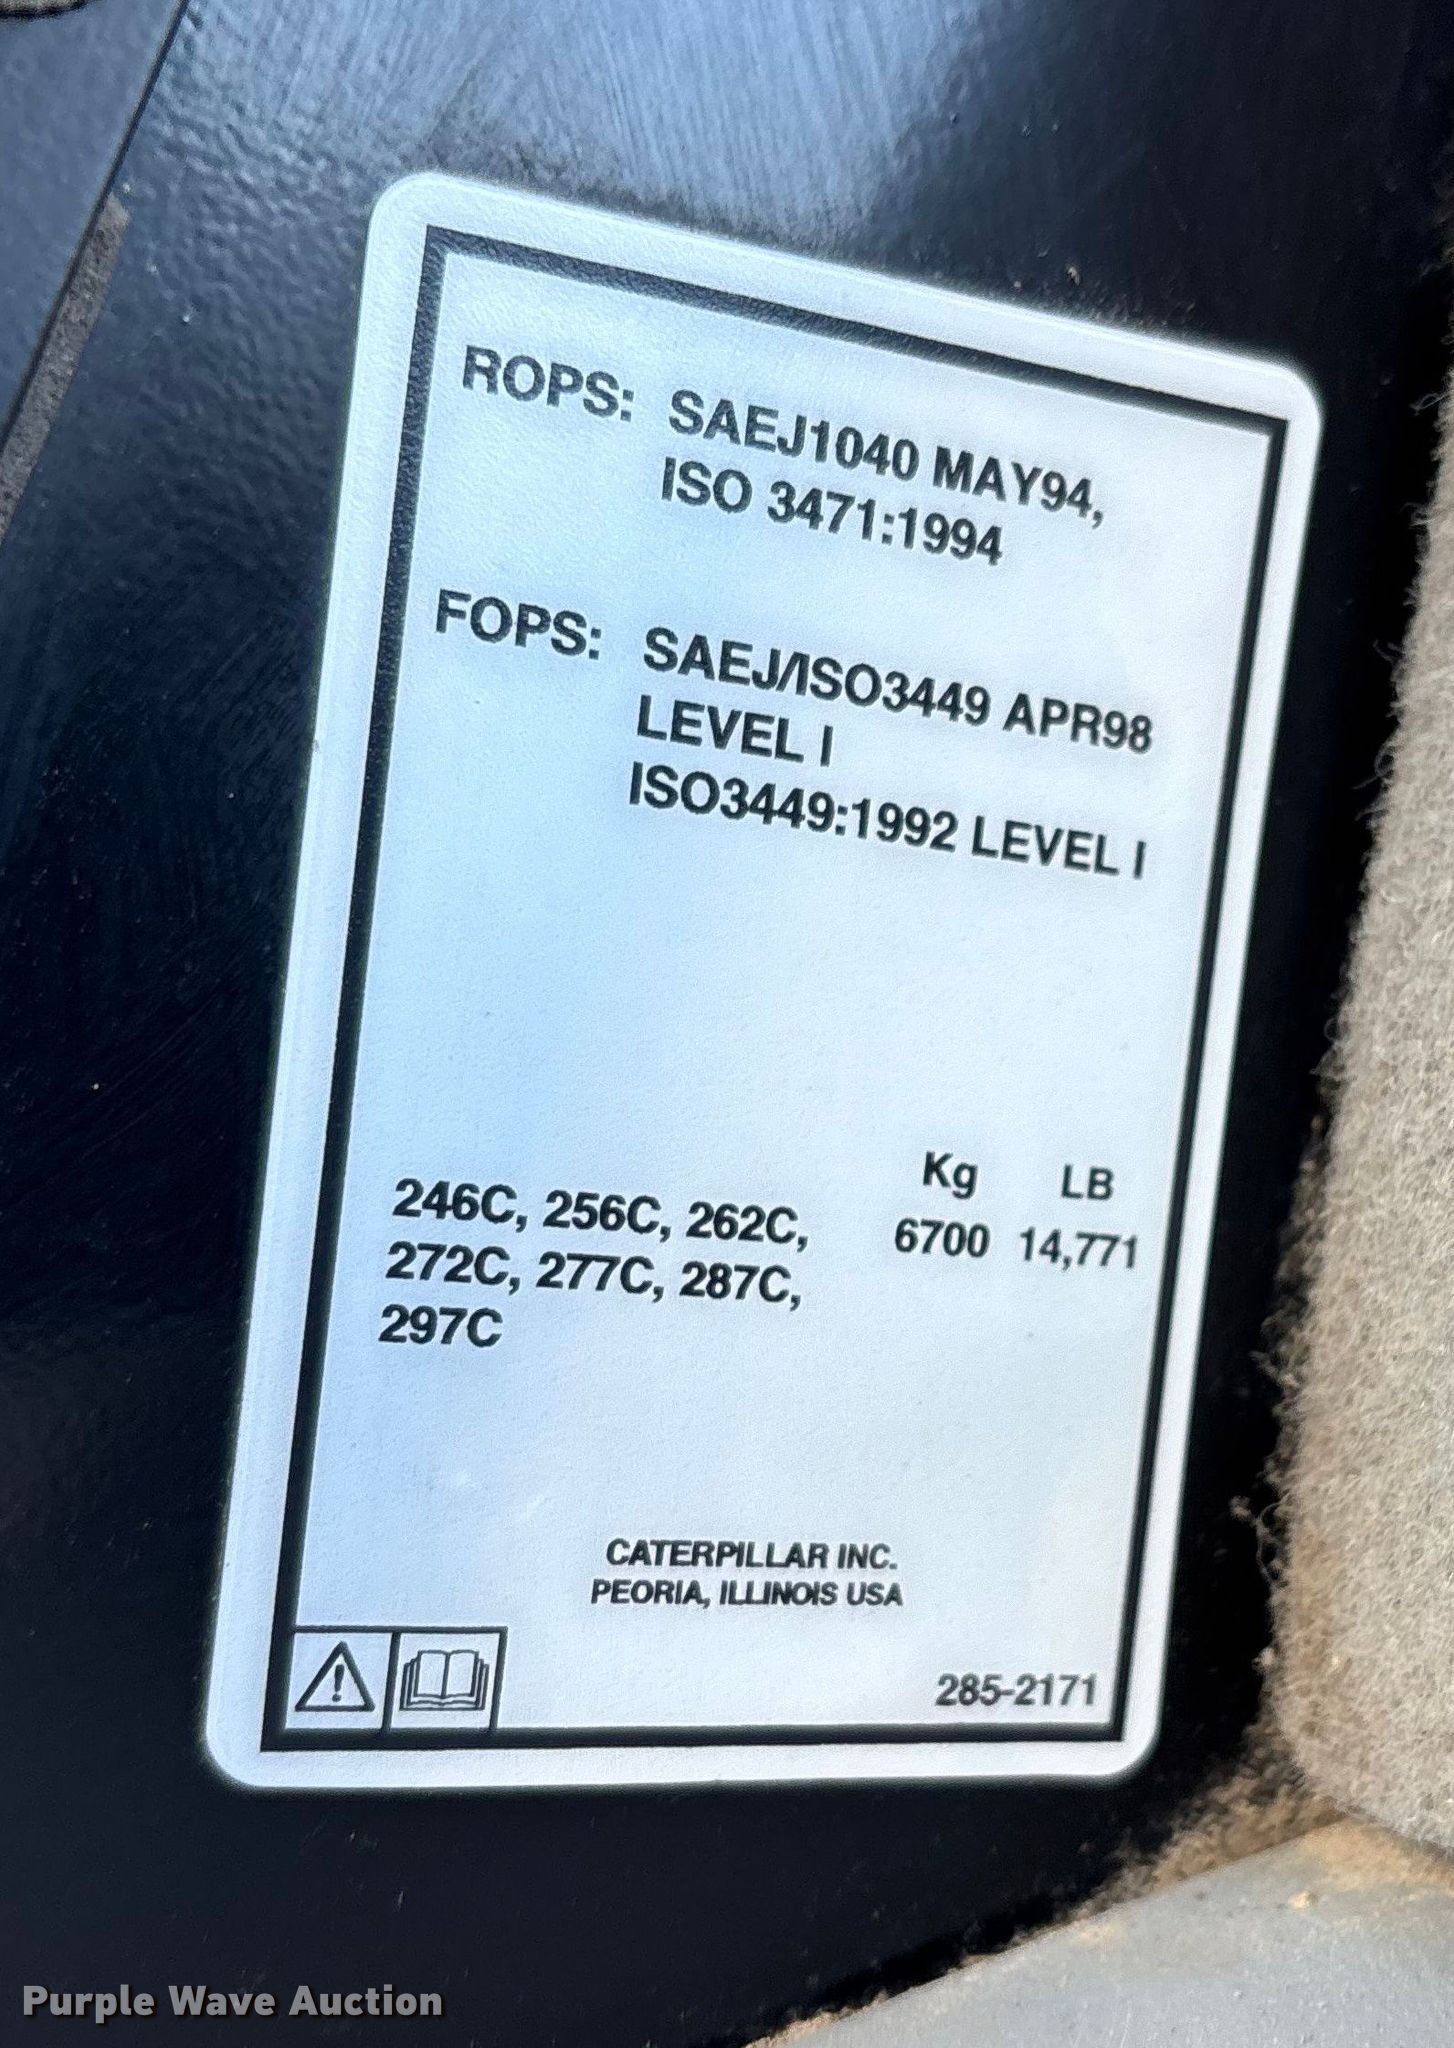 ROPS: SAEJ1040 MAY94,
ISO 3471:1994
FOPS: SAEJ/ISO3449 APR98
LEVEL I
ISO3449:1992 LEVEL I
Kg LB
246C, 256C, 262C, 6700 14,771
272C, 277C, 287C,
297C
CATERPILLAR INC.
PEORIA, ILLINOIS USA
285-2171
Purple Wave Auction